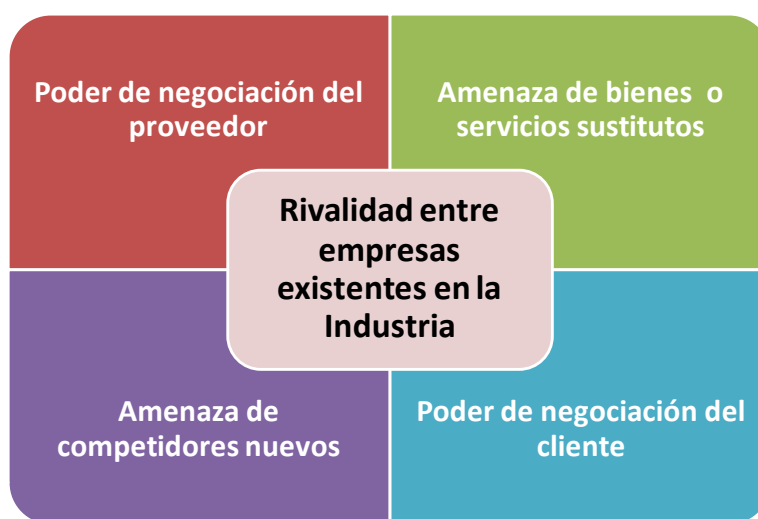 Poder de negociación del
proveedor
Amenaza de bienes o
servicios sustitutos
Rivalidad entre
empresas
existentes en la
Industria
Amenaza de
competidores nuevos
Poder de negociación del
cliente